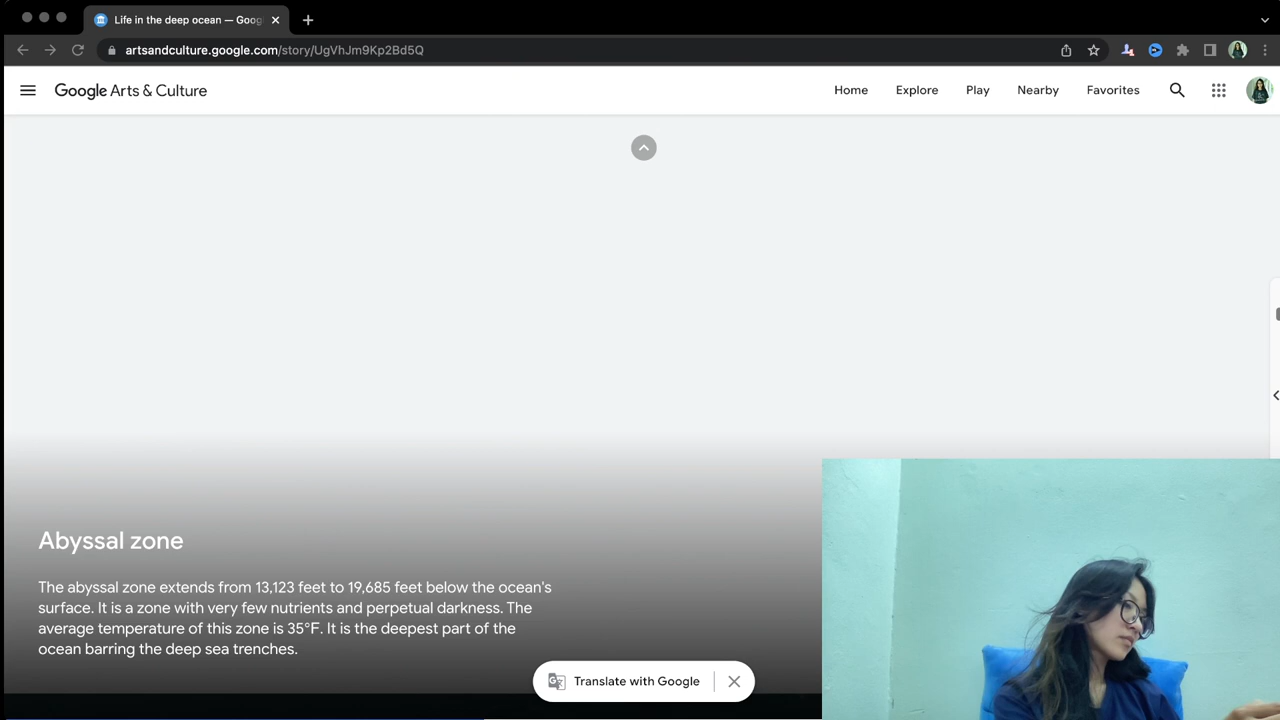 Life in the deep ocean — Goog
artsandculture.google.com/story/UgVhJm9Kp2Bd5Q
Google Arts & Culture
Home
Explore
Play
Nearby
Favorites
Abyssal zone
The abyssal zone extends from 13,123 feet to 19,685 feet below the ocean's
surface. It is a zone with very few nutrients and perpetual darkness. The
average temperature of this zone is 35°F. It is the deepest part of the
ocean barring the deep sea trenches.
Translate with Google